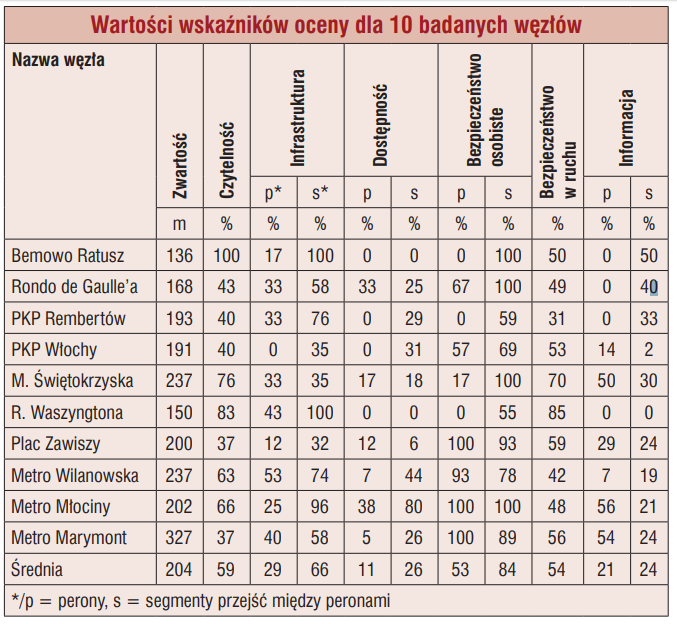 Wartości wskaźników oceny dla 10 badanych węzłów
Nazwa węzła Zwartość Czytelność Infrastruktura Dostępność Bezpieczeństwo osobiste Bezpieczeństwo w ruchu Informacja
p* s* p s p s p s
m % % % % % % % % % %
Bemowo Ratusz 136 100 17 100 0 0 0 100 50 0 50
Rondo de Gaulle'a 168 43 33 58 33 25 67 100 49 0 40
PKP Rembertów 193 40 33 76 0 29 0 59 31 0 33
PKP Włochy 191 40 0 35 0 31 57 69 53 14 2
M. Świętokrzyska 237 76 33 35 17 18 17 100 70 50 30
R. Waszyngtona 150 83 43 100 0 0 0 55 85 0 0
Plac Zawiszy 200 37 12 32 12 6 100 93 59 29 24
Metro Wilanowska 237 63 53 74 7 44 93 78 42 7 19
Metro Młociny 202 66 25 96 38 80 100 100 48 56 21
Metro Marymont 327 37 40 58 5 26 100 89 56 54 24
Średnia 204 59 29 66 11 26 53 84 54 21 24
*/p = perony, s = segmenty przejść między peronami